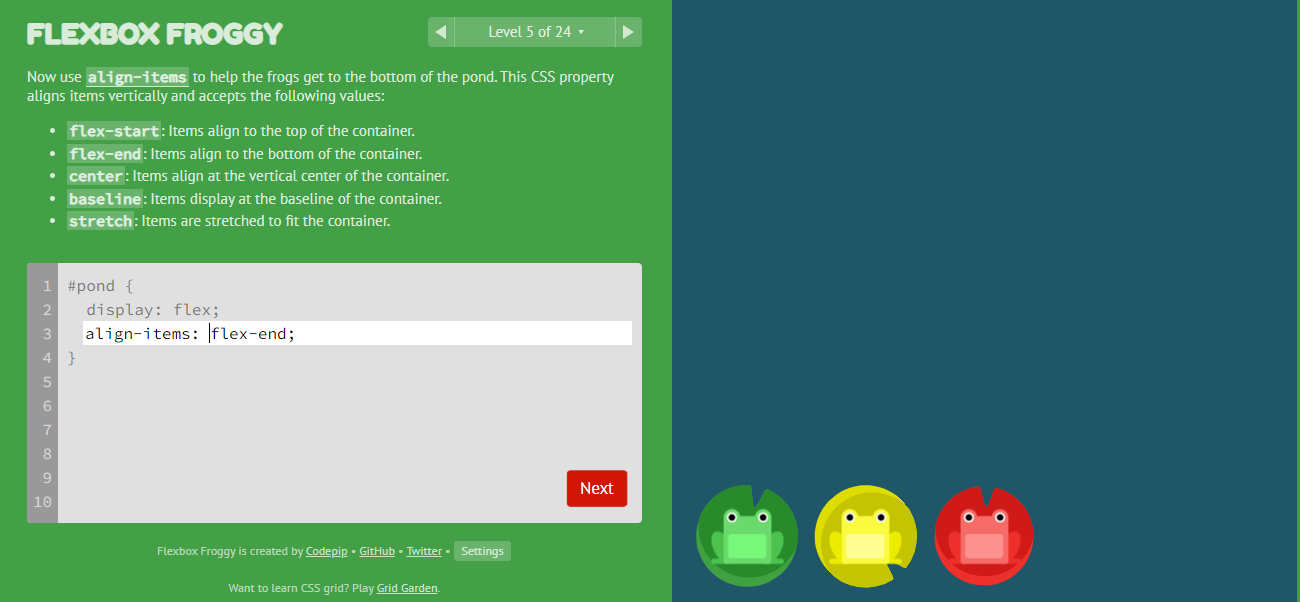 FLEXBOX FROGGY
◀ Level 5 of 24 ▾ ▶
Now use align-items to help the frogs get to the bottom of the pond. This CSS property
aligns items vertically and accepts the following values:
• flex-start: Items align to the top of the container.
• flex-end: Items align to the bottom of the container.
• center: Items align at the vertical center of the container.
• baseline: Items display at the baseline of the container.
• stretch: Items are stretched to fit the container.
1 #pond {
2 display: flex;
3 align-items: flex-end;
4 }
5
6
7
8
9
10
Next
Flexbox Froggy is created by Codepip • GitHub • Twitter • Settings
Want to learn CSS grid? Play Grid Garden.